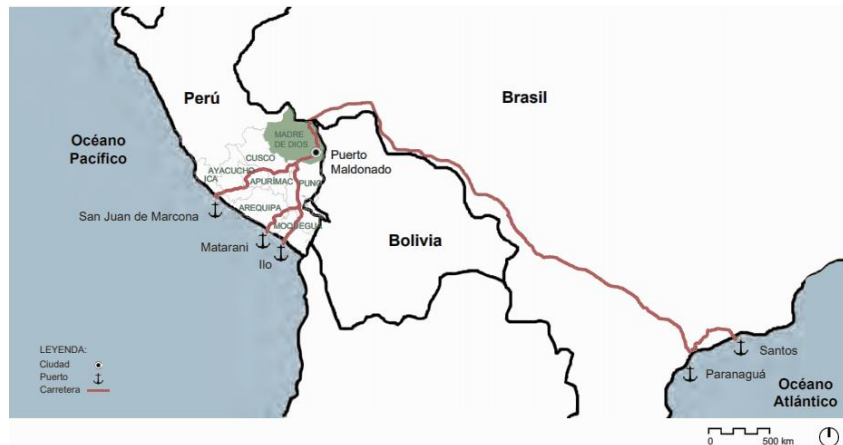 Perú
Brasil
Océano
Pacífico
MADRE
DE DIOS
Puerto
Maldonado
CUSCO
AYACUCHO
ICA
APURÍMAC
PUNO
AREQUIPA
San Juan de Marcona
MOQUEGUA
Matarani
Ilo
Bolivia
LEYENDA:
Ciudad
Puerto
Carretera
Santos
Paranaguá
Océano
Atlántico
0 500 km